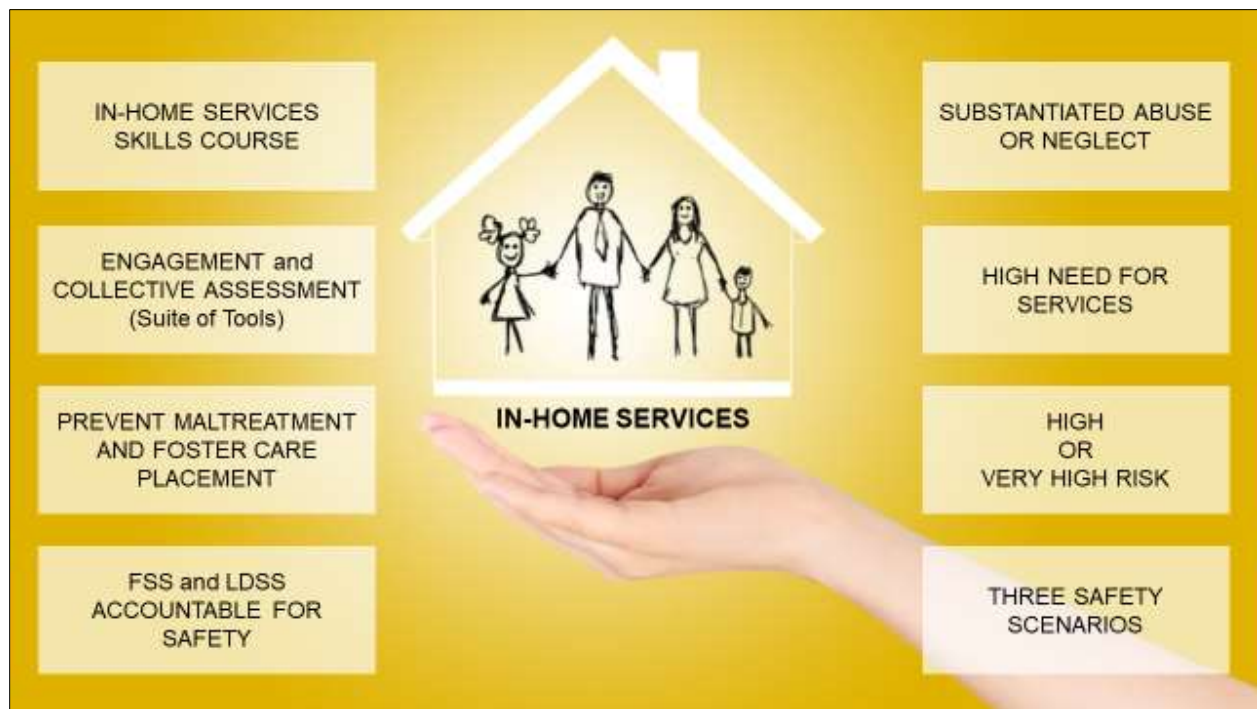 IN-HOME SERVICES
SKILLS COURSE
ENGAGEMENT and
COLLECTIVE ASSESSMENT
(Suite of Tools)
PREVENT MALTREATMENT
AND FOSTER CARE
PLACEMENT
FSS and LDSS
ACCOUNTABLE FOR
SAFETY
IN-HOME SERVICES
SUBSTANTIATED ABUSE
OR NEGLECT
HIGH NEED FOR
SERVICES
HIGH
OR
VERY HIGH RISK
THREE SAFETY
SCENARIOS